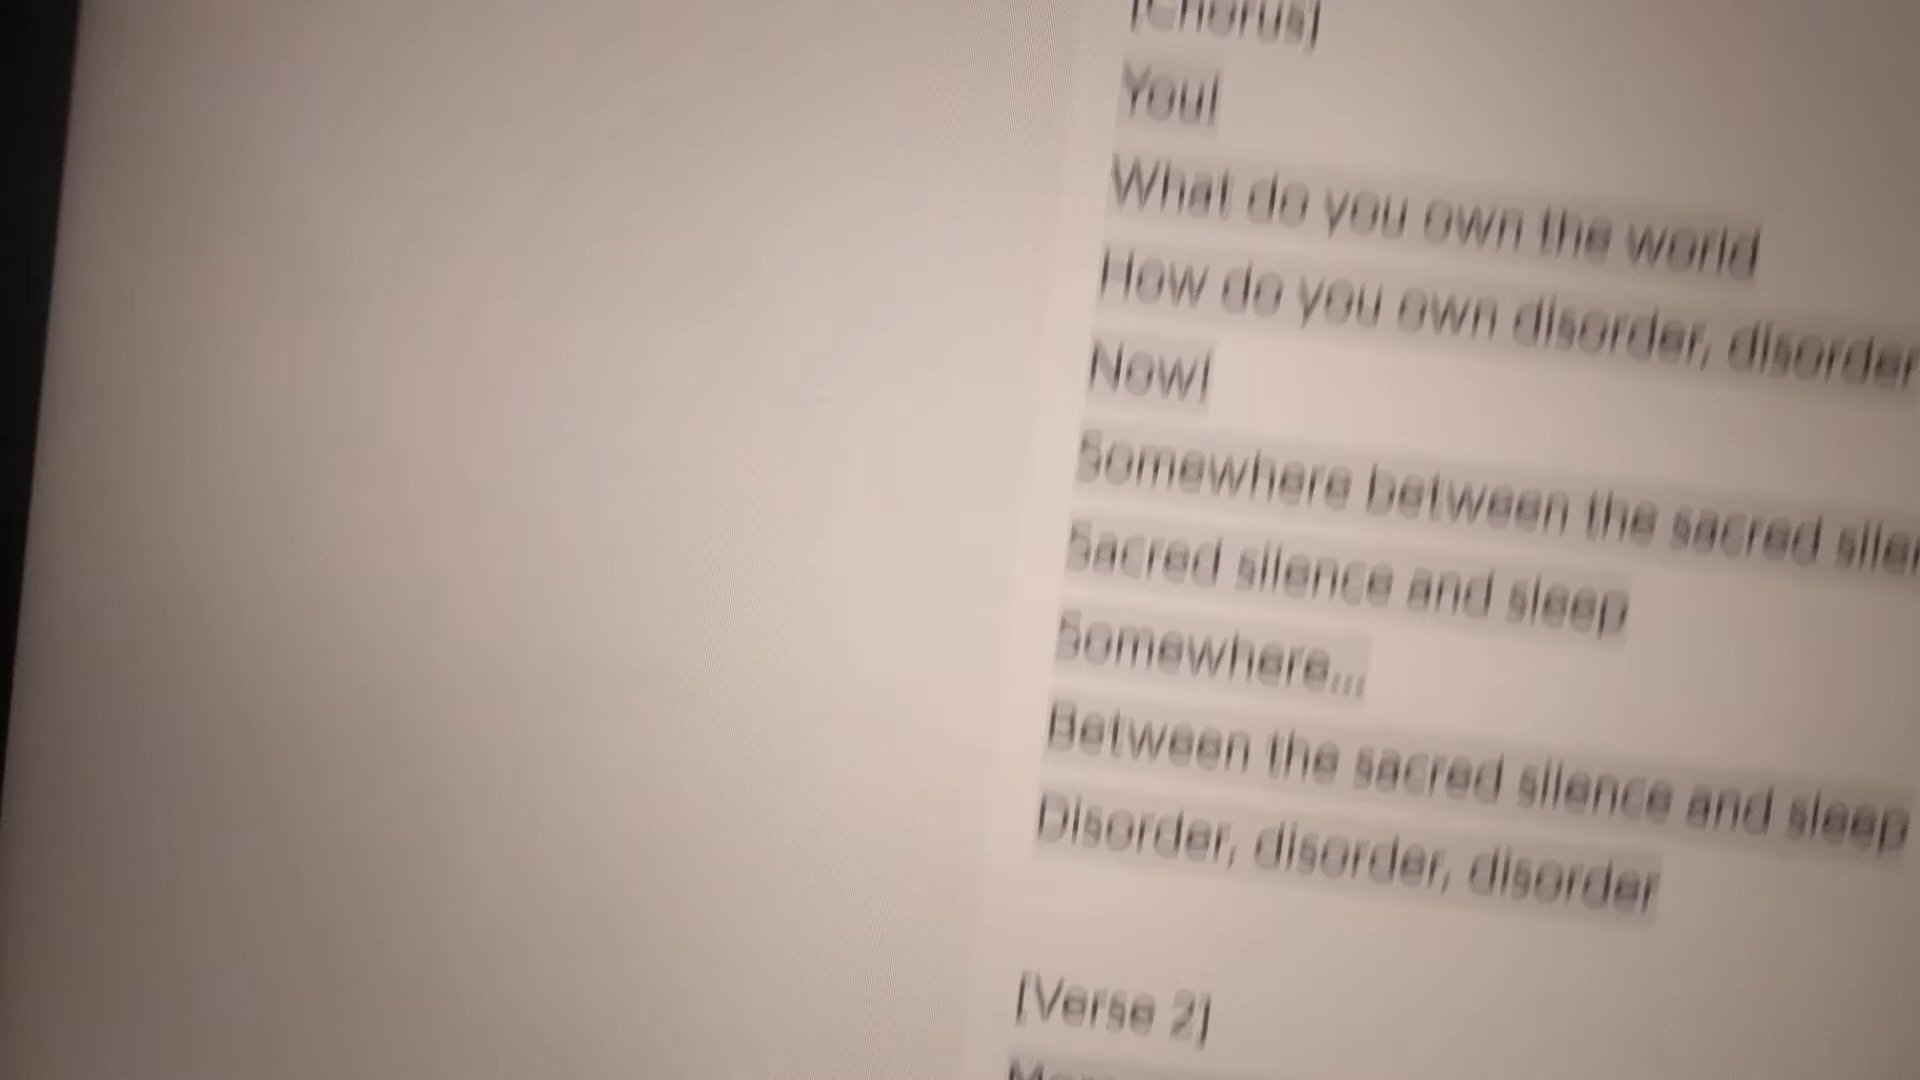 [Chorus]
You!
What do you own the world
How do you own disorder, disorder
Now!
Somewhere between the sacred silen
Sacred silence and sleep
Somewhere...
Between the sacred silence and sleep
Disorder, disorder, disorder
[Verse 2]